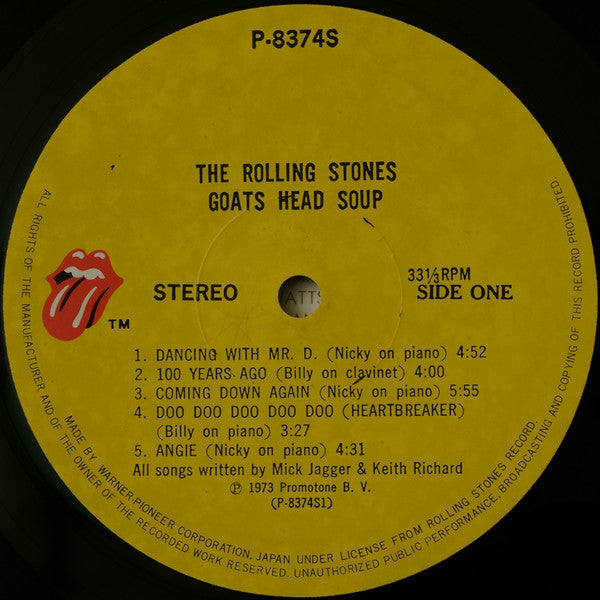 P-8374S
THE ROLLING STONES
GOATS HEAD SOUP
STEREO
33⅓RPM
SIDE ONE
TM
ATTS
1. DANCING WITH MR. D. (Nicky on piano) 4:52
2. 100 YEARS AGO (Billy on clavinet) 4:00
3. COMING DOWN AGAIN (Nicky on piano) 5:55
4. DOO DOO DOO DOO DOO (HEARTBREAKER)
(Billy on piano) 3:27
5. ANGIE (Nicky on piano) 4:31
All songs written by Mick Jagger & Keith Richard
Ⓟ 1973 Promotone B. V.
(P-8374S1)
MADE BY WARNER-PIONEER CORPORATION, JAPAN UNDER LICENSE FROM ROLLING STONES RECORD.
ALL RIGHTS OF THE MANUFACTURER AND OF THE OWNER OF THE RECORDED WORK RESERVED. UNAUTHORIZED PUBLIC PERFORMANCE, BROADCASTING AND COPYING OF THIS RECORD PROHIBITED.